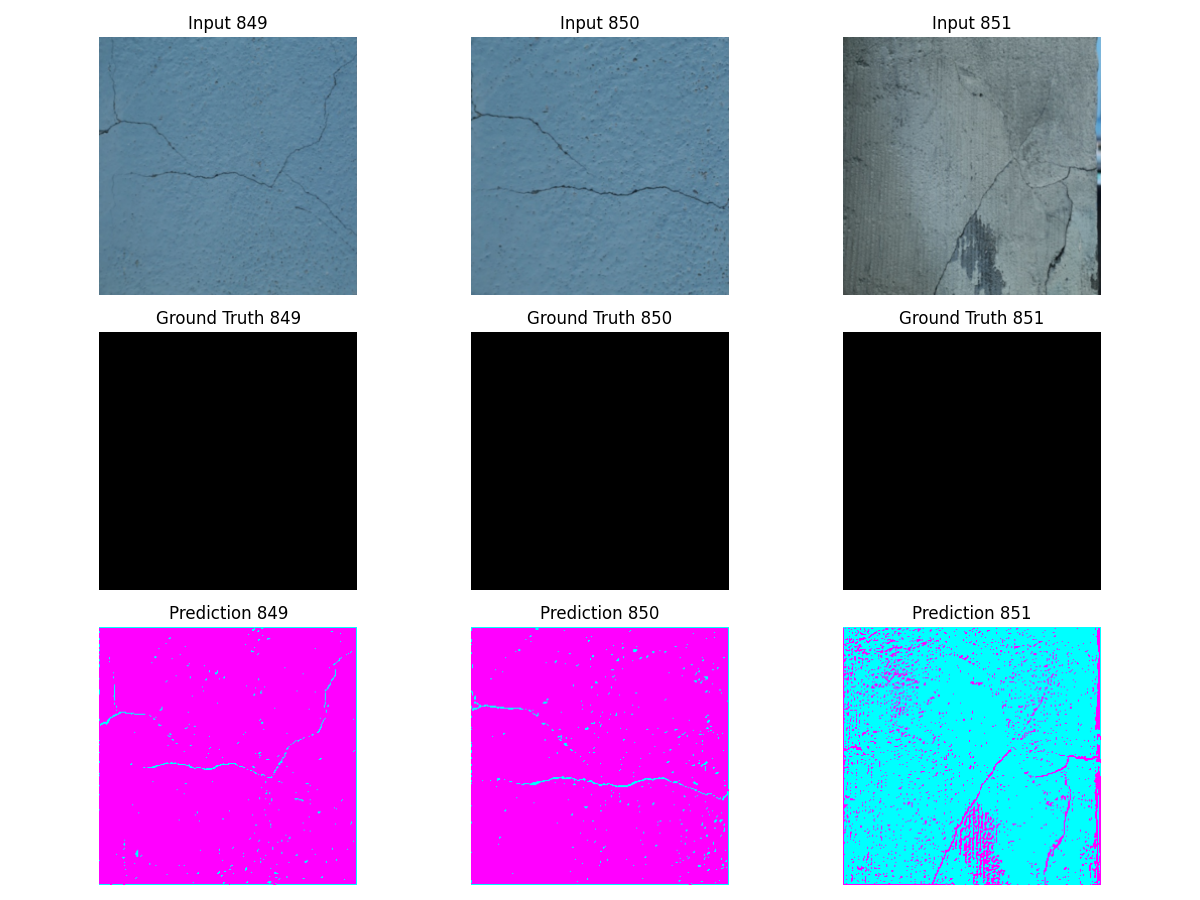 Input 849
Input 850
Input 851
Ground Truth 849
Ground Truth 850
Ground Truth 851
Prediction 849
Prediction 850
Prediction 851